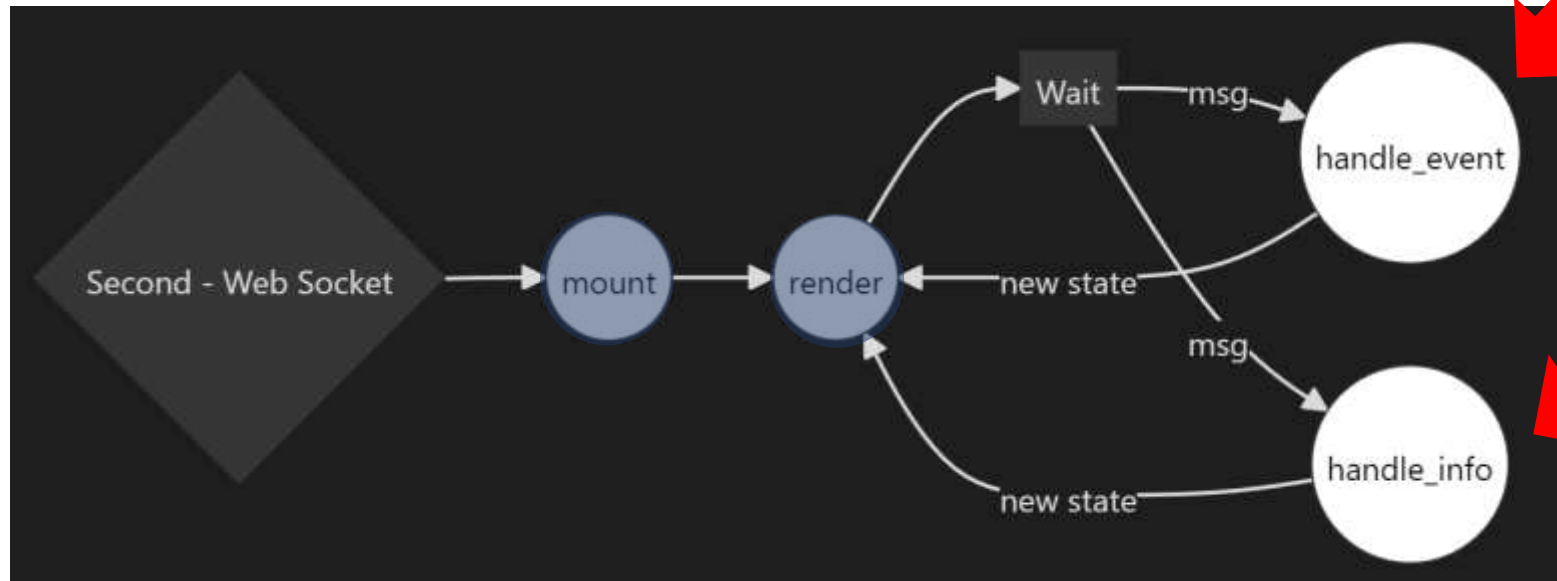 Wait
msg
handle_event
Second - Web Socket
mount
render
new state
msg
handle_info
new state